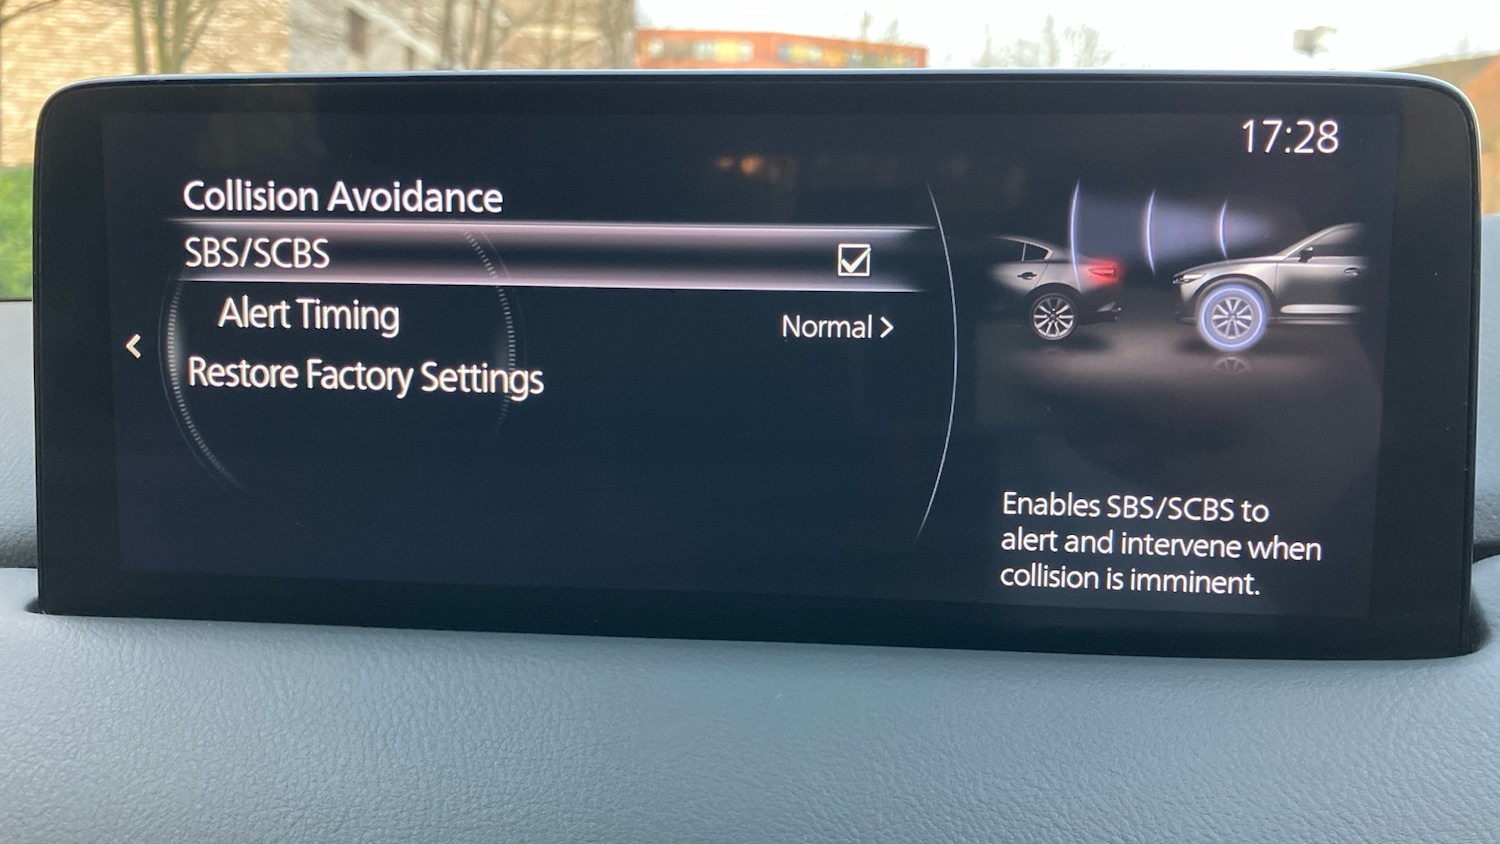 17:28
Collision Avoidance
SBS/SCBS
Alert Timing
Normal >
Restore Factory Settings
Enables SBS/SCBS to
alert and intervene when
collision is imminent.